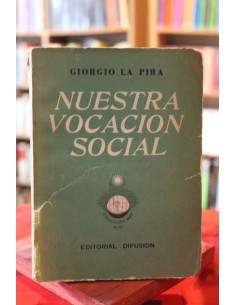 GIORGIO LA PIRA
NUESTRA
VOCACION
SOCIAL
EDITORIAL DIFUSION